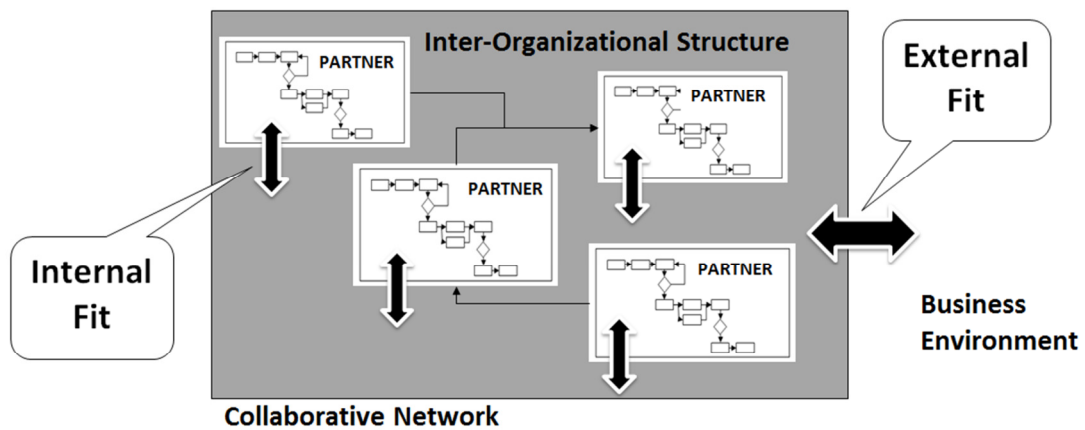 Inter-Organizational Structure
External
Fit
PARTNER
PARTNER
PARTNER
PARTNER
Internal
Fit
Business
Environment
Collaborative Network